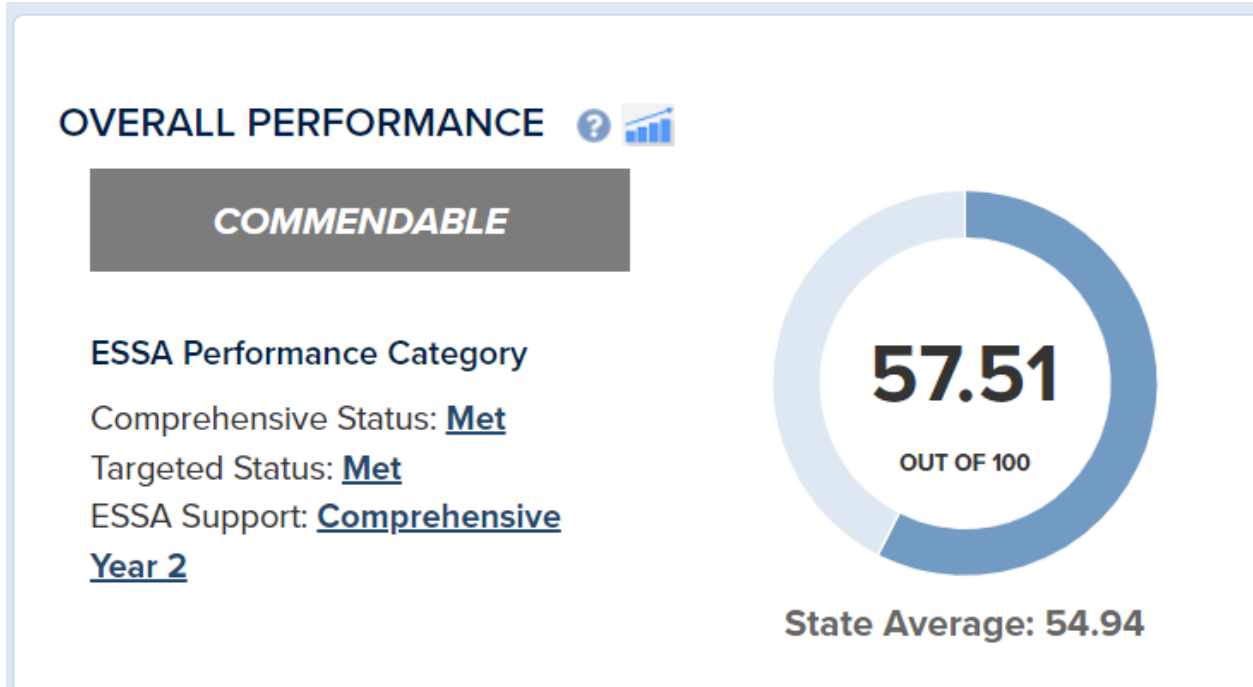 OVERALL PERFORMANCE ?
COMMENDABLE
ESSA Performance Category
Comprehensive Status: Met
Targeted Status: Met
ESSA Support: Comprehensive
Year 2
57.51
OUT OF 100
State Average: 54.94